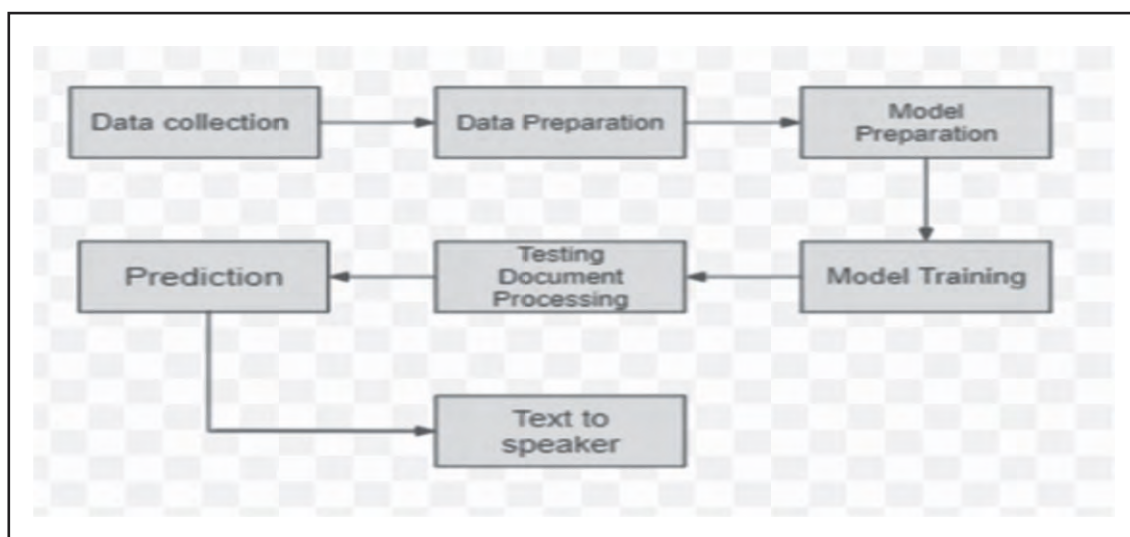 Data collection
Data Preparation
Model
Preparation
Model Training
Testing
Document
Processing
Prediction
Text to
speaker